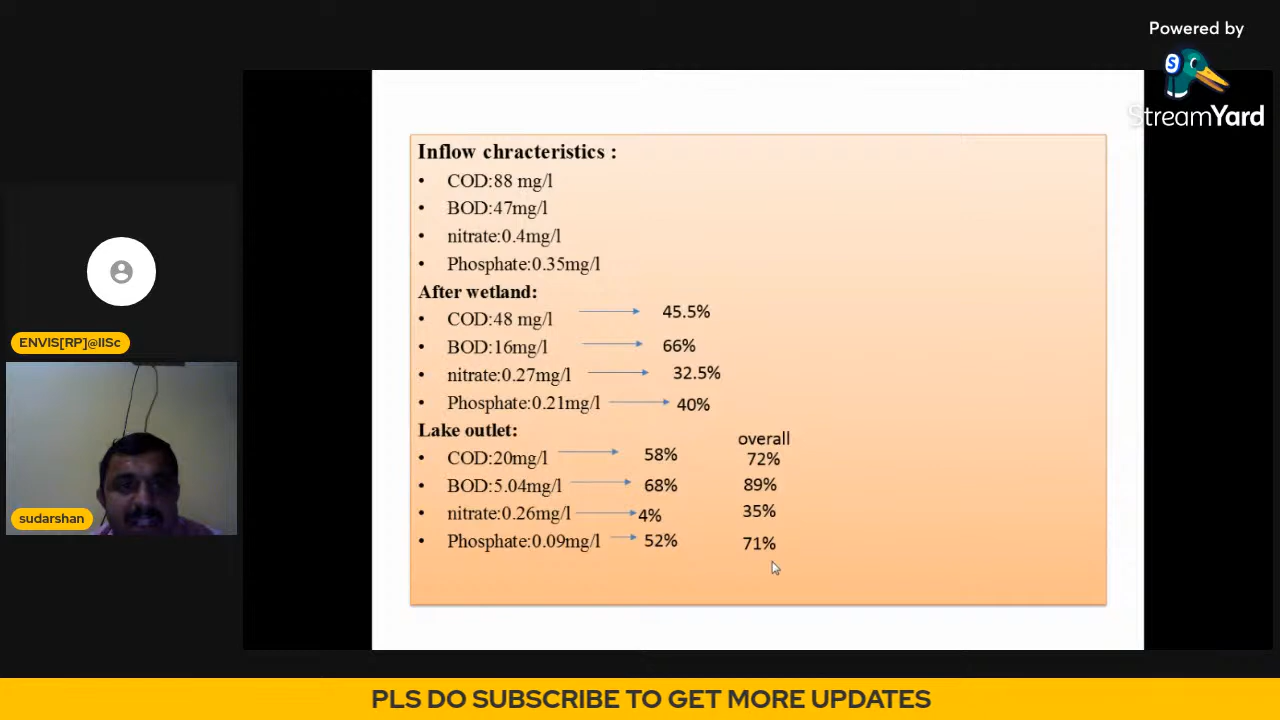 Powered by
StreamYard
Inflow chracteristics :
• COD:88 mg/l
• BOD:47mg/l
• nitrate:0.4mg/l
• Phosphate:0.35mg/l
After wetland:
• COD:48 mg/l 45.5%
• BOD:16mg/l 66%
• nitrate:0.27mg/l 32.5%
• Phosphate:0.21mg/l 40%
Lake outlet: overall
• COD:20mg/l 58% 72%
• BOD:5.04mg/l 68% 89%
• nitrate:0.26mg/l 4% 35%
• Phosphate:0.09mg/l 52% 71%
ENVIS[RP]@IISc
sudarshan
PLS DO SUBSCRIBE TO GET MORE UPDATES